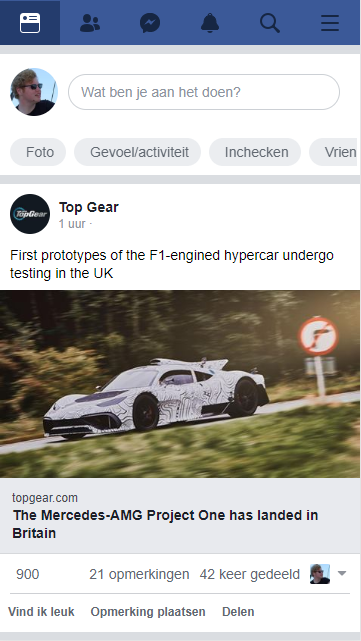 Wat ben je aan het doen?
Foto Gevoel/activiteit Inchecken Vrien
TopGear
Top Gear
1 uur ·
First prototypes of the F1-engined hypercar undergo
testing in the UK
topgear.com
The Mercedes-AMG Project One has landed in
Britain
900 21 opmerkingen 42 keer gedeeld
Vind ik leuk Opmerking plaatsen Delen